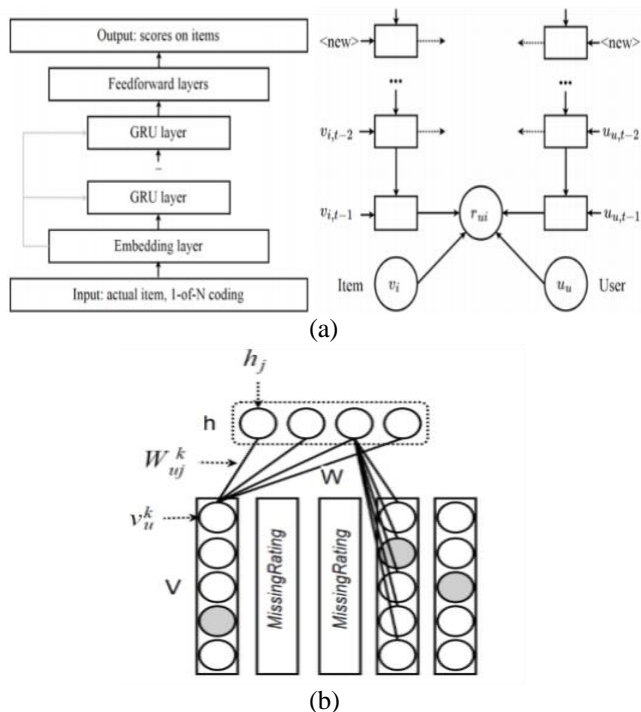 Output: scores on items
Feedforward layers
GRU layer
...
GRU layer
Embedding layer
Input: actual item, 1-of-N coding
<new>
<new>
...
...
v_{i,t-2}
u_{u,t-2}
v_{i,t-1}
r_{ui}
u_{u,t-1}
Item
v_i
u_u
User
(a)
h_j
h
W_{uj}^k
W
v_u^k
V
MissingRating
MissingRating
(b)